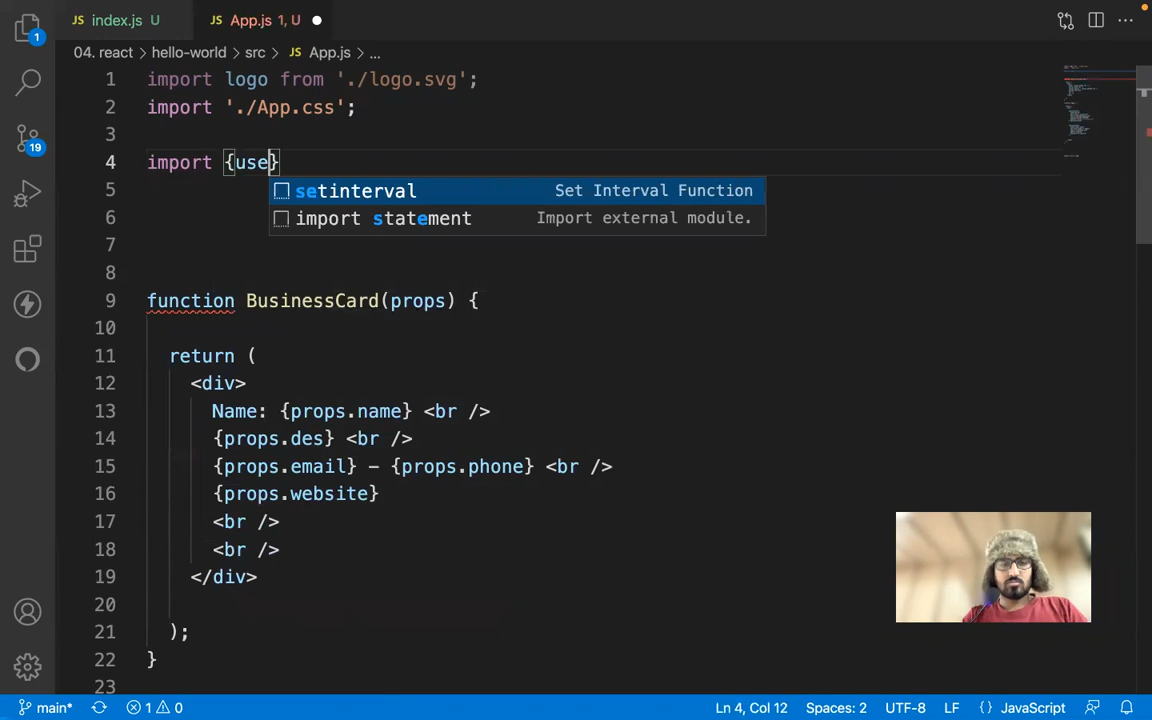 JS index.js U
JS App.js 1, U
1
04. react > hello-world > src > JS App.js > ...
1 import logo from './logo.svg';
2 import './App.css';
3
4 import {use}
setinterval Set Interval Function
import statement Import external module.
5
6
7
8
9 function BusinessCard(props) {
10
11 return (
12 <div>
13 Name: {props.name} <br />
14 {props.des} <br />
15 {props.email} - {props.phone} <br />
16 {props.website}
17 <br />
18 <br />
19 </div>
20
21 );
22 }
23
19
main* 1 0 Ln 4, Col 12 Spaces: 2 UTF-8 LF {} JavaScript